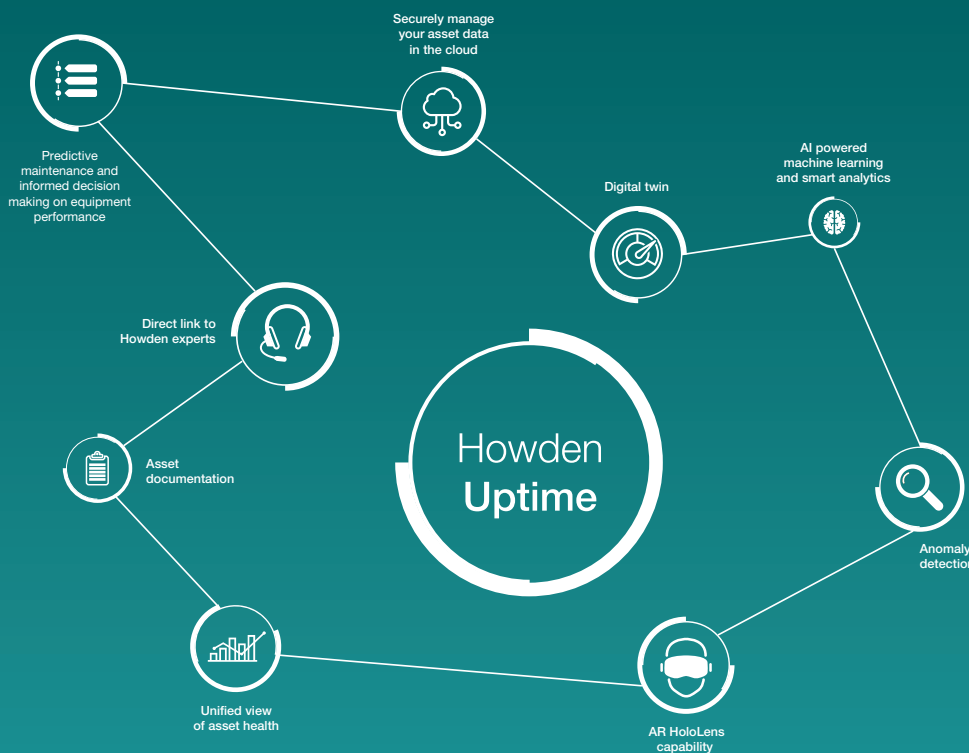 Securely manage
your asset data
in the cloud
Predictive
maintenance and
informed decision
making on equipment
performance
Digital twin
AI powered
machine learning
and smart analytics
Direct link to
Howden experts
Howden
Uptime
Asset
documentation
Anomaly
detection
Unified view
of asset health
AR HoloLens
capability